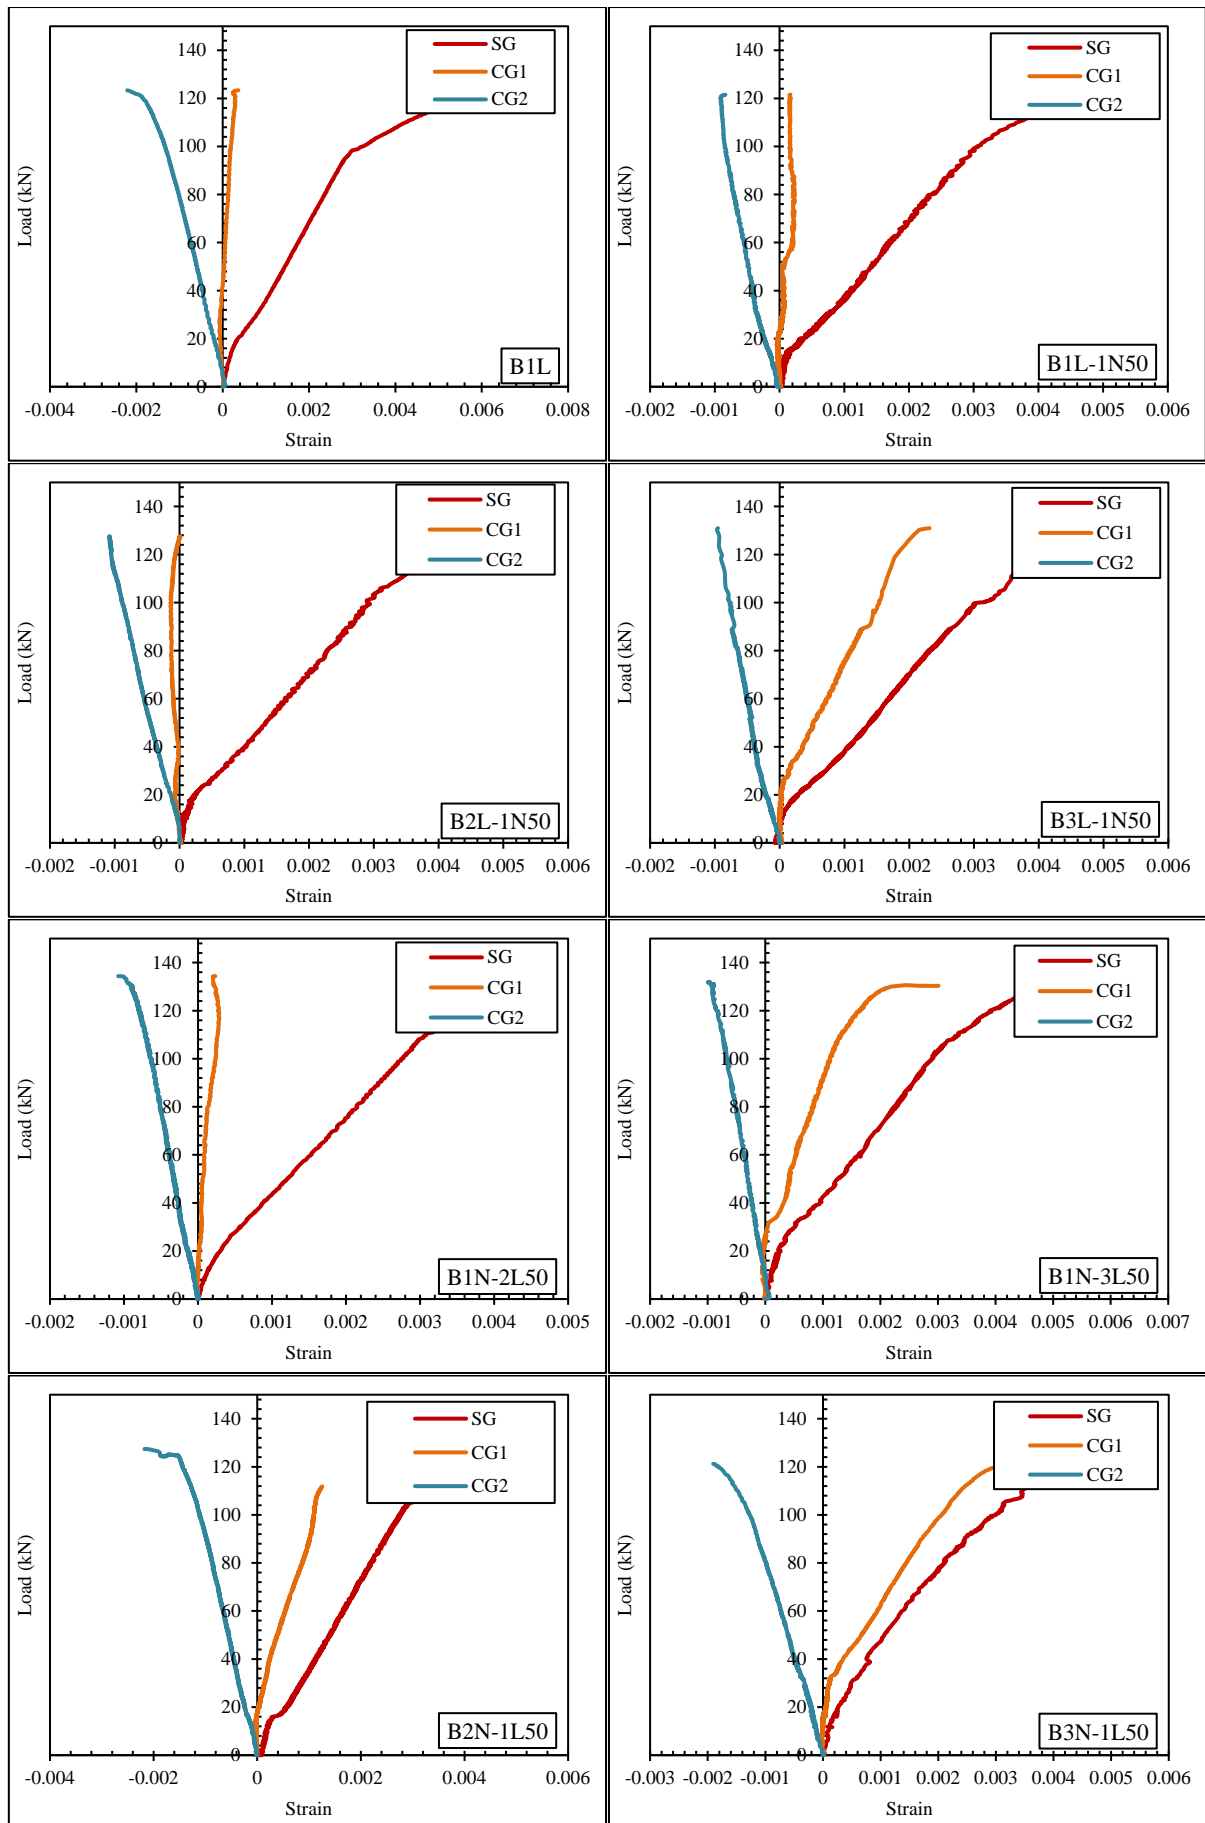 140
120
100
80
60
40
20
0
Load (kN)
-0.004 -0.002 0 0.002 0.004 0.006 0.008
Strain
SG
CG1
CG2
B1L
140
120
100
80
60
40
20
0
Load (kN)
-0.002 -0.001 0 0.001 0.002 0.003 0.004 0.005 0.006
Strain
SG
CG1
CG2
B1L-1N50
140
120
100
80
60
40
20
0
Load (kN)
-0.002 -0.001 0 0.001 0.002 0.003 0.004 0.005 0.006
Strain
SG
CG1
CG2
B2L-1N50
140
120
100
80
60
40
20
0
Load (kN)
-0.002 -0.001 0 0.001 0.002 0.003 0.004 0.005 0.006
Strain
SG
CG1
CG2
B3L-1N50
140
120
100
80
60
40
20
0
Load (kN)
-0.002 -0.001 0 0.001 0.002 0.003 0.004 0.005
Strain
SG
CG1
CG2
B1N-2L50
140
120
100
80
60
40
20
0
Load (kN)
-0.002 -0.001 0 0.001 0.002 0.003 0.004 0.005 0.006 0.007
Strain
SG
CG1
CG2
B1N-3L50
140
120
100
80
60
40
20
0
Load (kN)
-0.004 -0.002 0 0.002 0.004 0.006
Strain
SG
CG1
CG2
B2N-1L50
140
120
100
80
60
40
20
0
Load (kN)
-0.003 -0.002 -0.001 0 0.001 0.002 0.003 0.004 0.005 0.006
Strain
SG
CG1
CG2
B3N-1L50